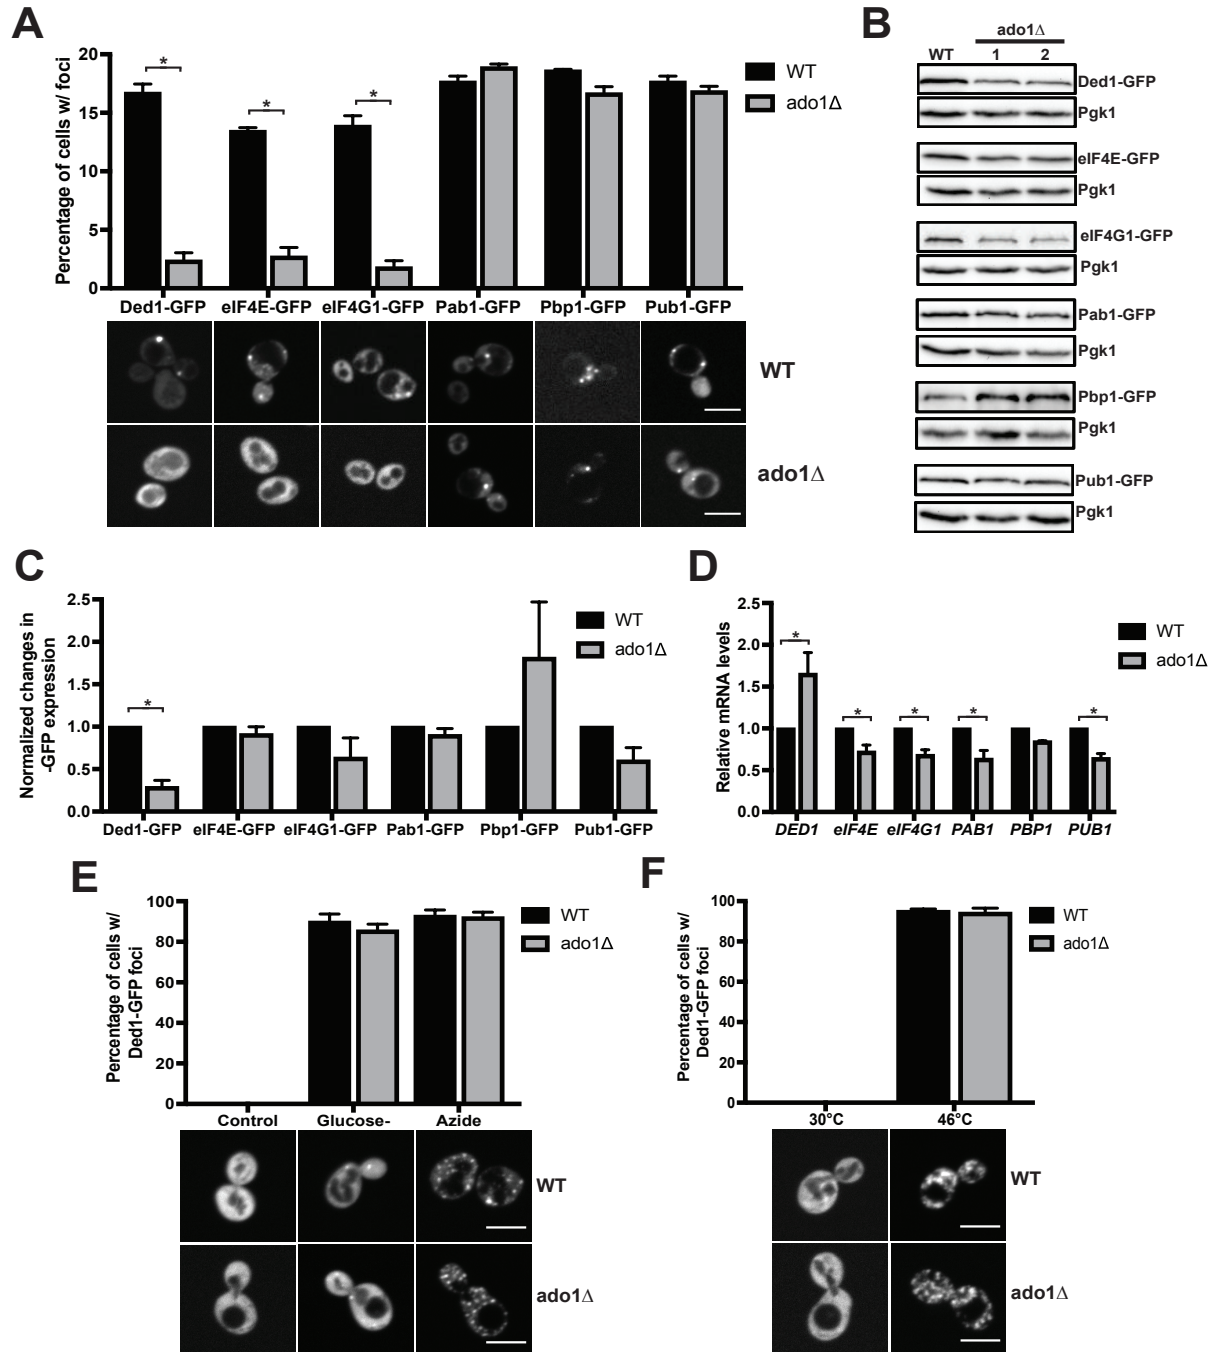 A
Percentage of cells w/ foci
20
15
10
5
0
*
*
*
WT
ado1Δ
Ded1-GFP eIF4E-GFP eIF4G1-GFP Pab1-GFP Pbp1-GFP Pub1-GFP
WT
ado1Δ
B
ado1Δ
WT 1 2
Ded1-GFP
Pgk1
eIF4E-GFP
Pgk1
eIF4G1-GFP
Pgk1
Pab1-GFP
Pgk1
Pbp1-GFP
Pgk1
Pub1-GFP
Pgk1
C
Normalized changes in
-GFP expression
2.5
2.0
1.5
1.0
0.5
0.0
*
WT
ado1Δ
Ded1-GFP eIF4E-GFP eIF4G1-GFP Pab1-GFP Pbp1-GFP Pub1-GFP
D
Relative mRNA levels
2.5
2.0
1.5
1.0
0.5
0.0
*
*
*
*
*
WT
ado1Δ
DED1 eIF4E eIF4G1 PAB1 PBP1 PUB1
E
Percentage of cells w/
Ded1-GFP foci
100
80
60
40
20
0
WT
ado1Δ
Control Glucose- Azide
WT
ado1Δ
F
Percentage of cells w/
Ded1-GFP foci
100
80
60
40
20
0
WT
ado1Δ
30°C 46°C
WT
ado1Δ